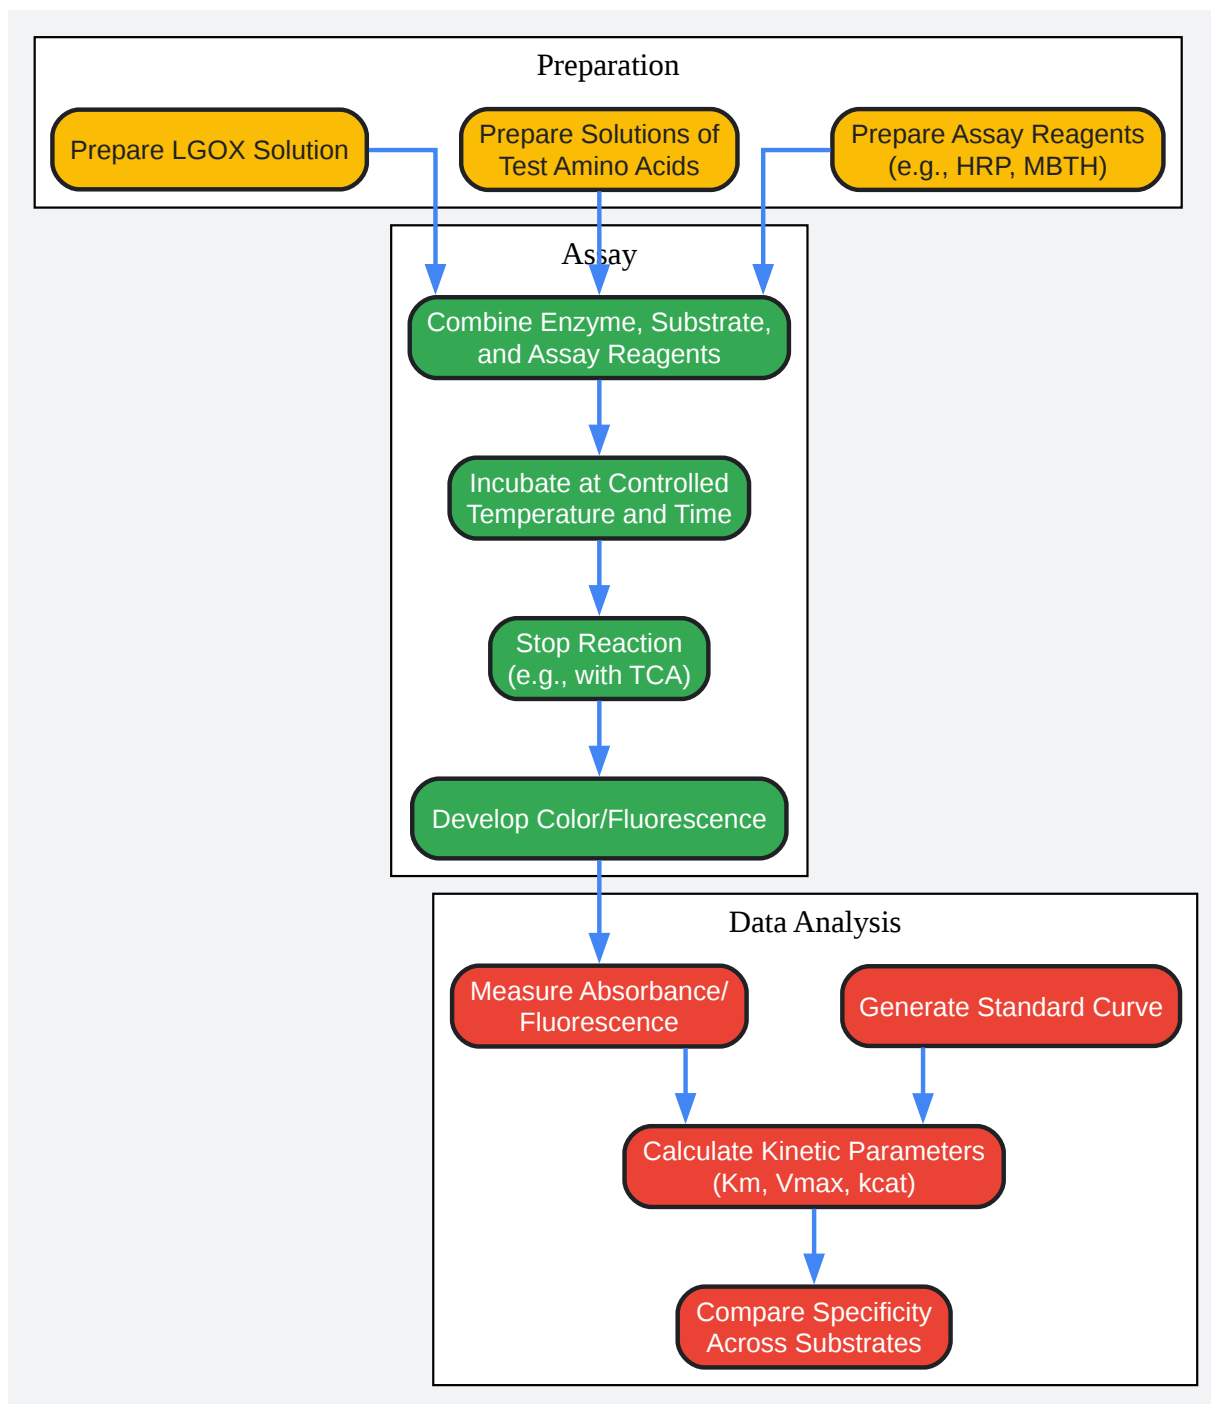 Preparation
Prepare LGOX Solution
Prepare Solutions of
Test Amino Acids
Prepare Assay Reagents
(e.g., HRP, MBTH)
Assay
Combine Enzyme, Substrate,
and Assay Reagents
Incubate at Controlled
Temperature and Time
Stop Reaction
(e.g., with TCA)
Develop Color/Fluorescence
Data Analysis
Measure Absorbance/
Fluorescence
Generate Standard Curve
Calculate Kinetic Parameters
(Km, Vmax, kcat)
Compare Specificity
Across Substrates